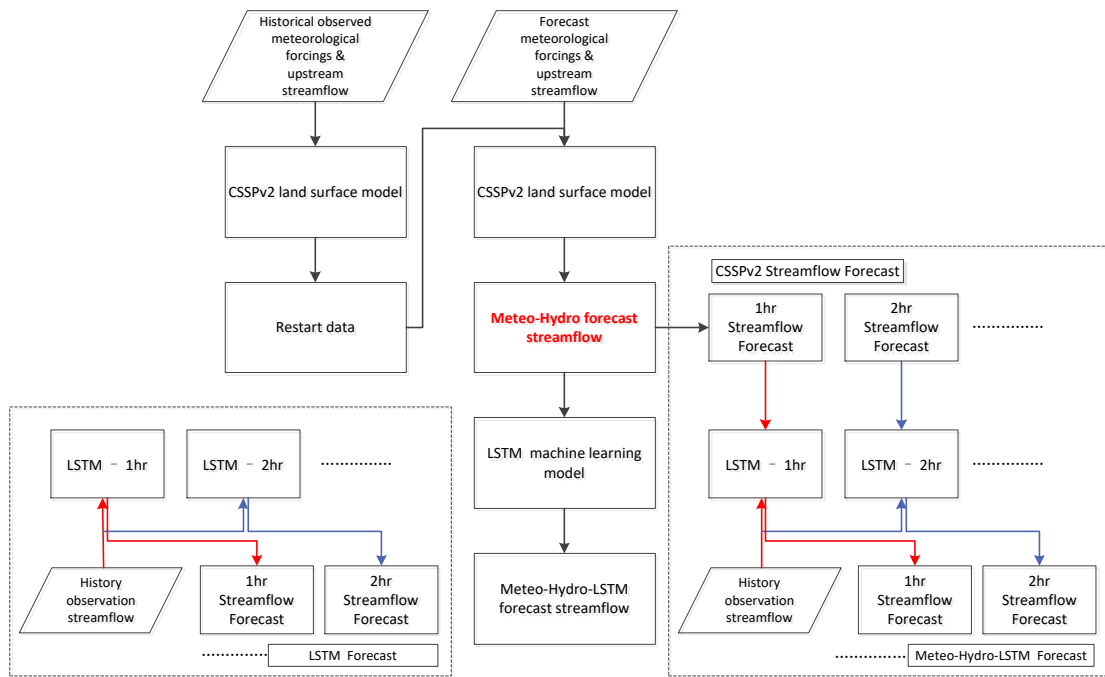 Historical observed
meteorological
forcings &
upstream
streamflow
Forecast
meteorological
forcings &
upstream
streamflow
CSSPv2 land surface model
CSSPv2 land surface model
Restart data
Meteo-Hydro forecast
streamflow
LSTM machine learning
model
Meteo-Hydro-LSTM
forecast streamflow
LSTM - 1hr
LSTM - 2hr
History
observation
streamflow
1hr
Streamflow
Forecast
2hr
Streamflow
Forecast
LSTM Forecast
CSSPv2 Streamflow Forecast
1hr
Streamflow
Forecast
2hr
Streamflow
Forecast
LSTM - 1hr
LSTM - 2hr
History
observation
streamflow
1hr
Streamflow
Forecast
2hr
Streamflow
Forecast
Meteo-Hydro-LSTM Forecast